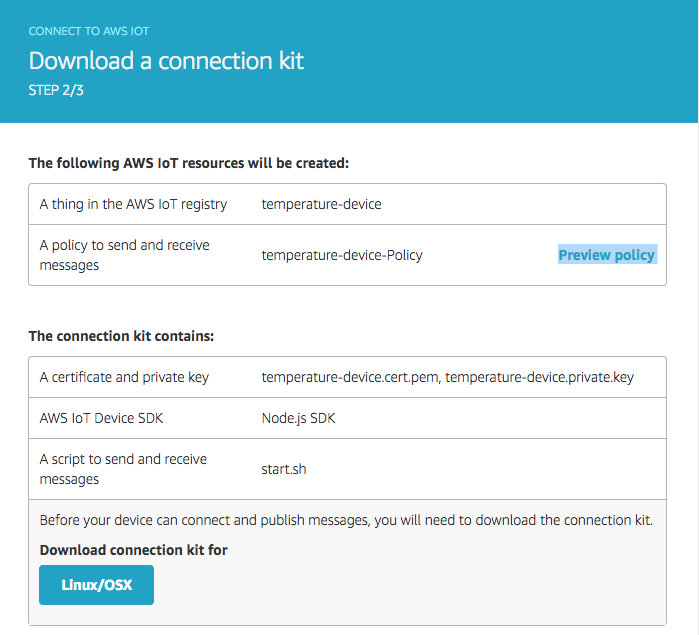 CONNECT TO AWS IOT
Download a connection kit
STEP 2/3
The following AWS IoT resources will be created:
A thing in the AWS IoT registry temperature-device
A policy to send and receive
messages
temperature-device-Policy
Preview policy
The connection kit contains:
A certificate and private key temperature-device.cert.pem, temperature-device.private.key
AWS IoT Device SDK Node.js SDK
A script to send and receive
messages
start.sh
Before your device can connect and publish messages, you will need to download the connection kit.
Download connection kit for
Linux/OSX